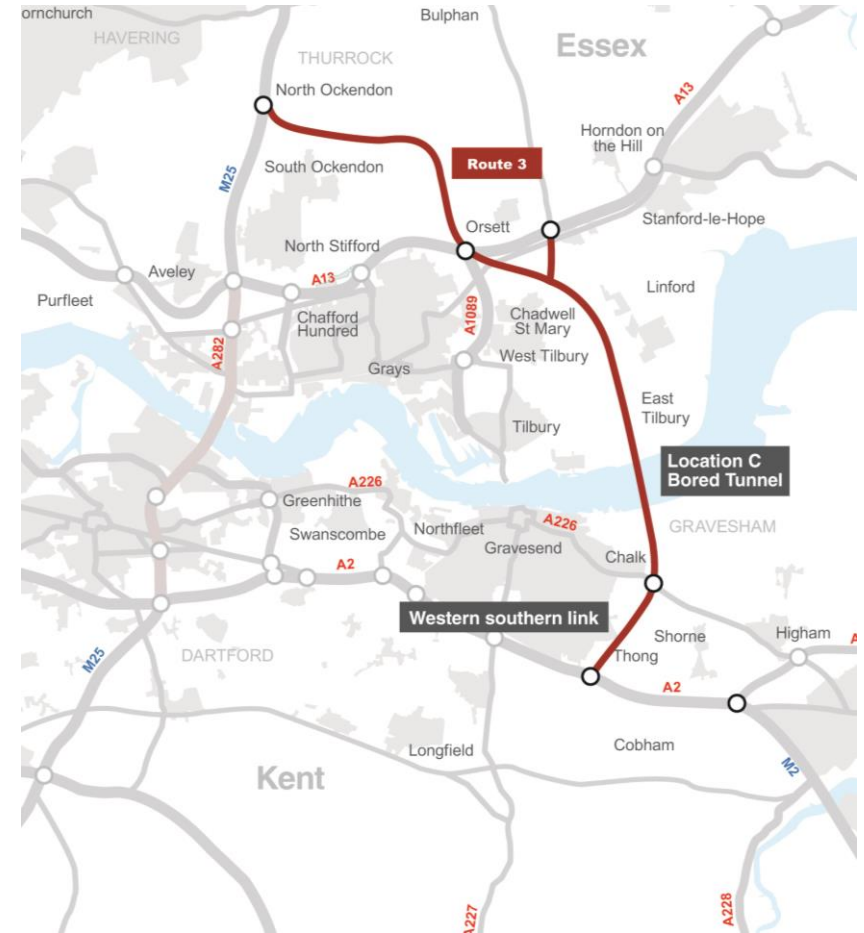 ornchurch
Bulphan
HAVERING
Essex
THURROCK
North Ockendon
A13
Horndon on
the Hill
Route 3
South Ockendon
M25
Orsett
Stanford-le-Hope
North Stifford
Aveley
A13
Linford
Purfleet
A1089
Chadwell
St Mary
Chafford
Hundred
A282
West Tilbury
Grays
East
Tilbury
Tilbury
Location C
Bored Tunnel
A226
Greenhithe
A226
GRAVESHAM
Northfleet
Swanscombe
Gravesend
Chalk
A2
Western southern link
Shorne
Higham
A
Thong
DARTFORD
M25
A2
Cobham
Longfield
M2
Kent
A227
A228